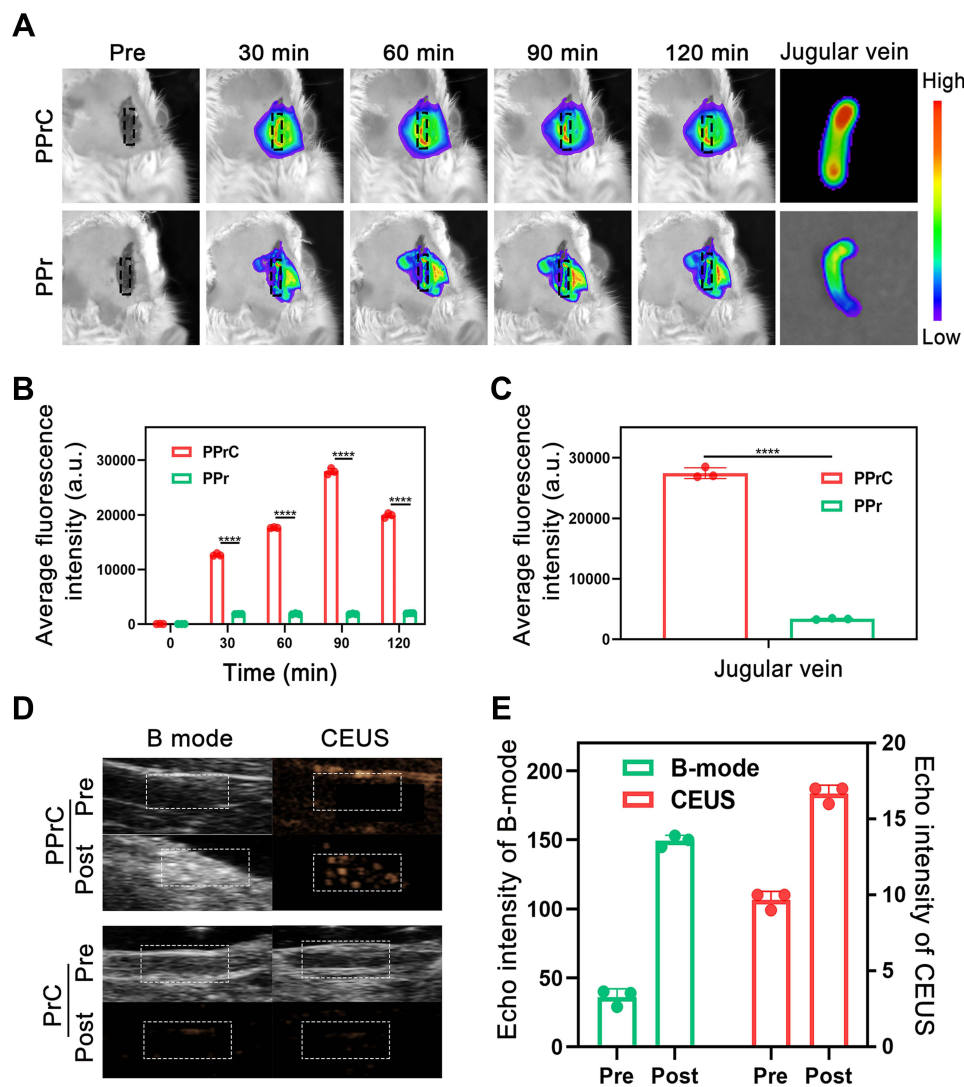 A
Pre 30 min 60 min 90 min 120 min Jugular vein
High
PPrC
PPr
Low
B
Average fluorescence
intensity (a.u.)
PPrC
PPr
30000
20000
10000
0
**** **** **** ****
0 30 60 90 120
Time (min)
C
Average fluorescence
intensity (a.u.)
30000
20000
10000
0
****
PPrC
PPr
Jugular vein
D
B mode CEUS
PPrC
Pre
Post
PrC
Pre
Post
E
Echo intensity of B-mode
200
150
100
50
0
B-mode
CEUS
20
15
10
5
0
Echo intensity of CEUS
Pre Post Pre Post